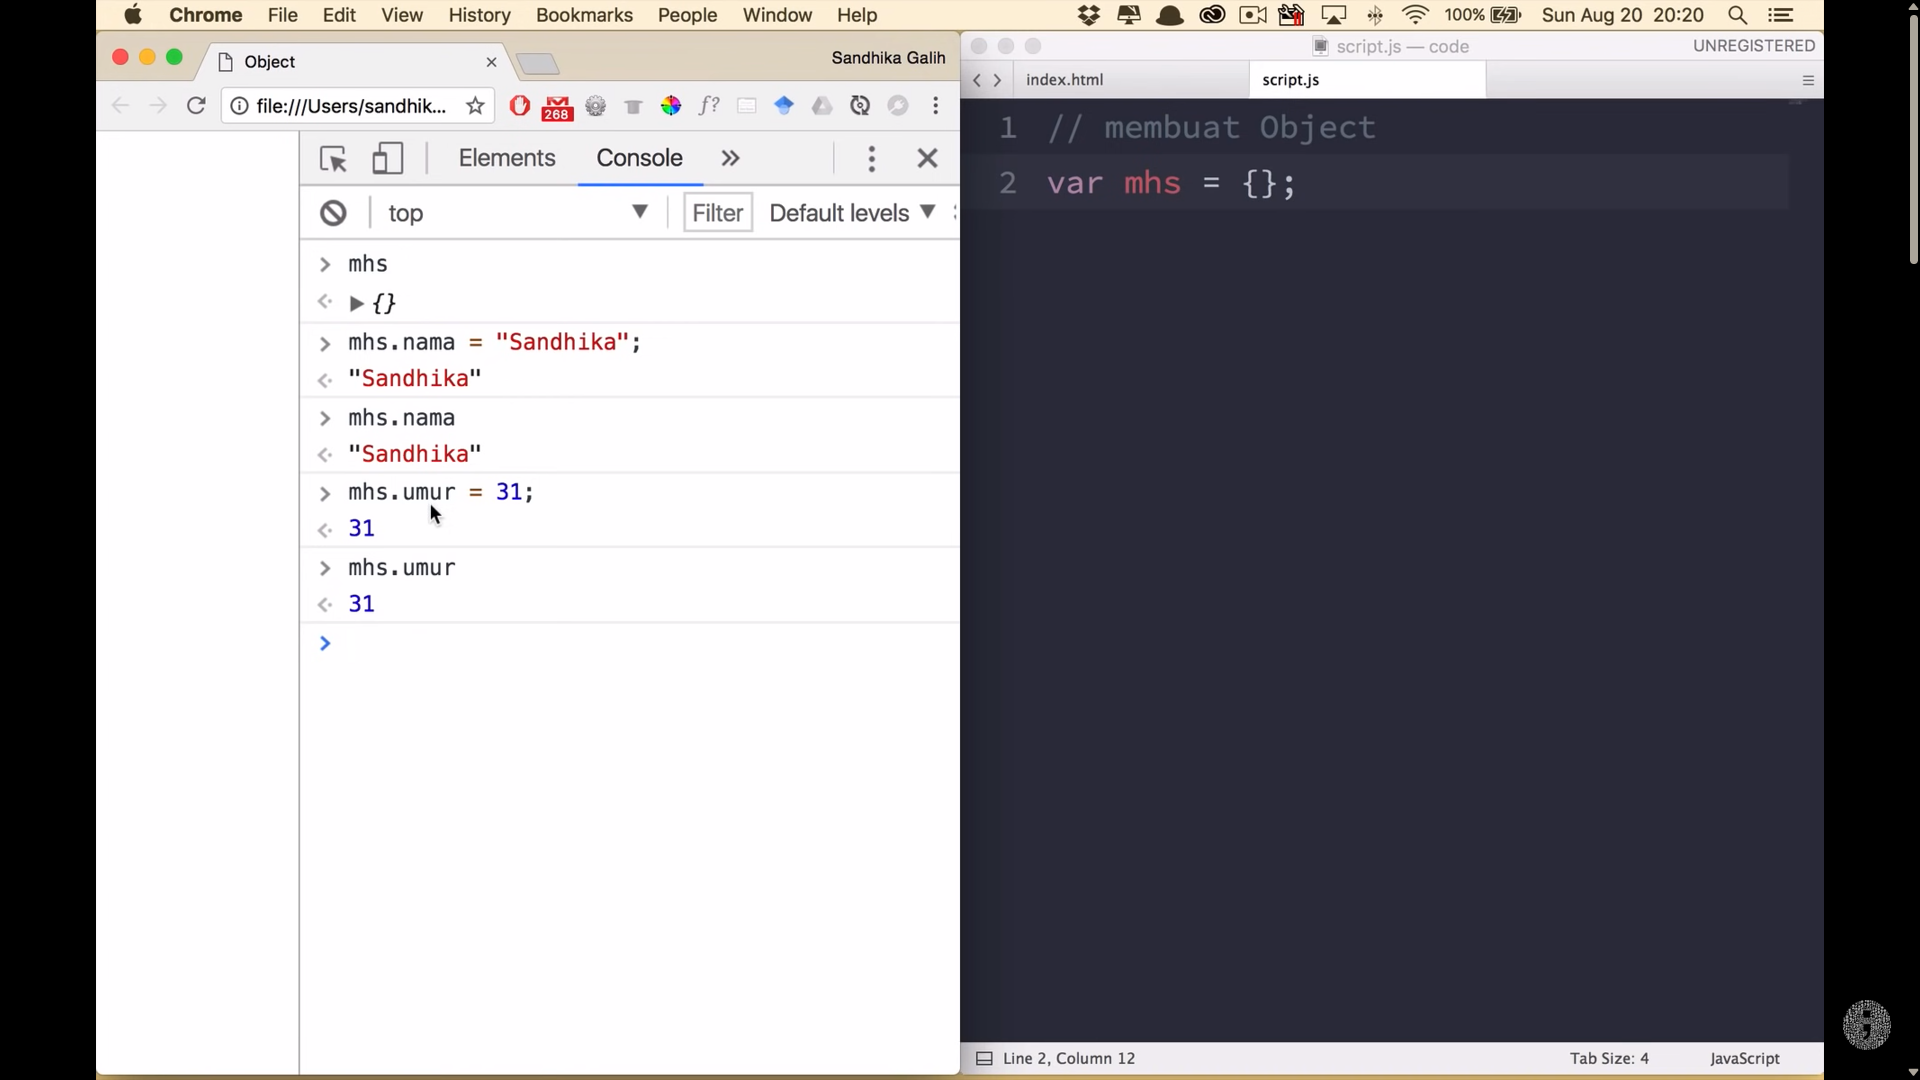 Chrome File Edit View History Bookmarks People Window Help 100% Sun Aug 20 20:20
Object Sandhika Galih
file:///Users/sandhik... 268
Elements Console
top Filter Default levels
mhs
{}
mhs.nama = "Sandhika";
"Sandhika"
mhs.nama
"Sandhika"
mhs.umur = 31;
31
mhs.umur
31
script.js — code UNREGISTERED
index.html script.js
1 // membuat Object
2 var mhs = {};
Line 2, Column 12 Tab Size: 4 JavaScript